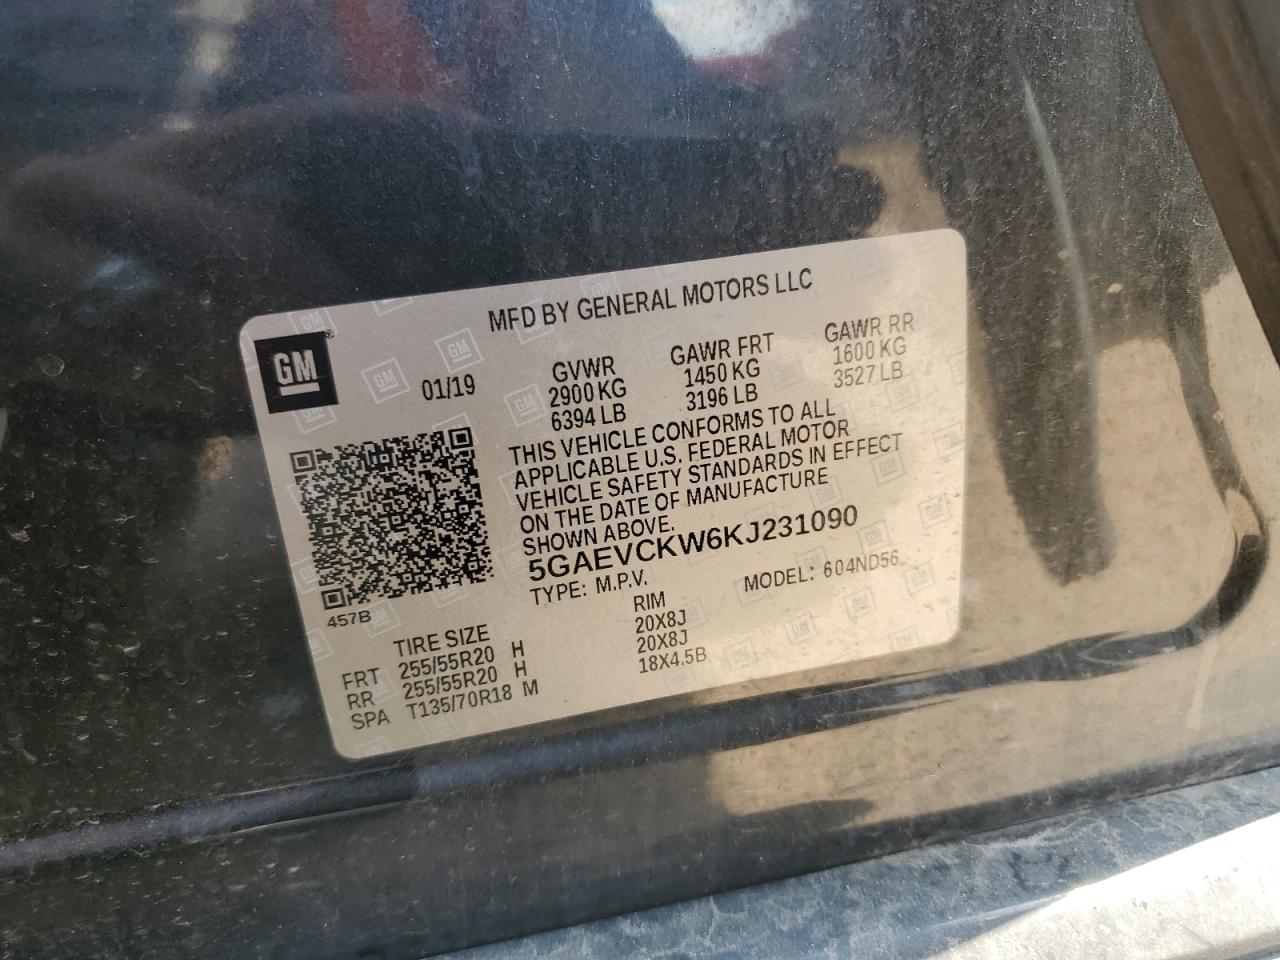 MFD BY GENERAL MOTORS LLC
GM®
01/19
GVWR GAWR FRT GAWR RR
2900 KG 1450 KG 1600 KG
6394 LB 3196 LB 3527 LB
THIS VEHICLE CONFORMS TO ALL
APPLICABLE U.S. FEDERAL MOTOR
VEHICLE SAFETY STANDARDS IN EFFECT
ON THE DATE OF MANUFACTURE
SHOWN ABOVE.
5GAEVCKW6KJ231090
TYPE: M.P.V. MODEL: 604ND56
457B
TIRE SIZE RIM
FRT 255/55R20 H 20X8J
RR 255/55R20 H 20X8J
SPA T135/70R18 M 18X4.5B